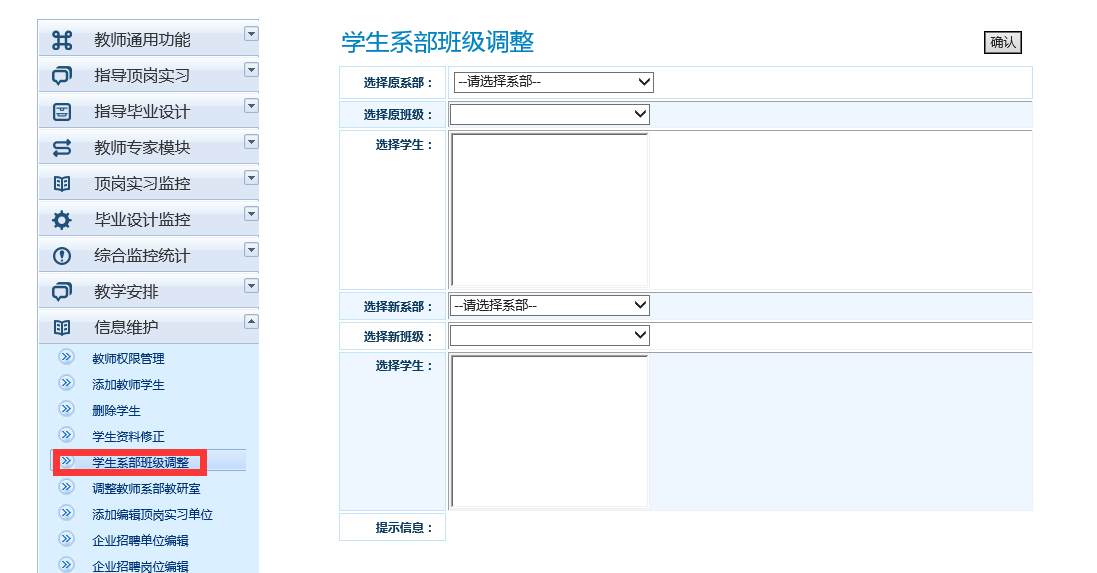 教师通用功能
指导顶岗实习
指导毕业设计
教师专家模块
顶岗实习监控
毕业设计监控
综合监控统计
教学安排
信息维护
教师权限管理
添加教师学生
删除学生
学生资料修正
学生系部班级调整
调整教师系部教研室
添加编辑顶岗实习单位
企业招聘单位编辑
企业招聘岗位编辑
学生系部班级调整
确认
选择原系部： --请选择系部--
选择原班级：
选择学生：
选择新系部： --请选择系部--
选择新班级：
选择学生：
提示信息：